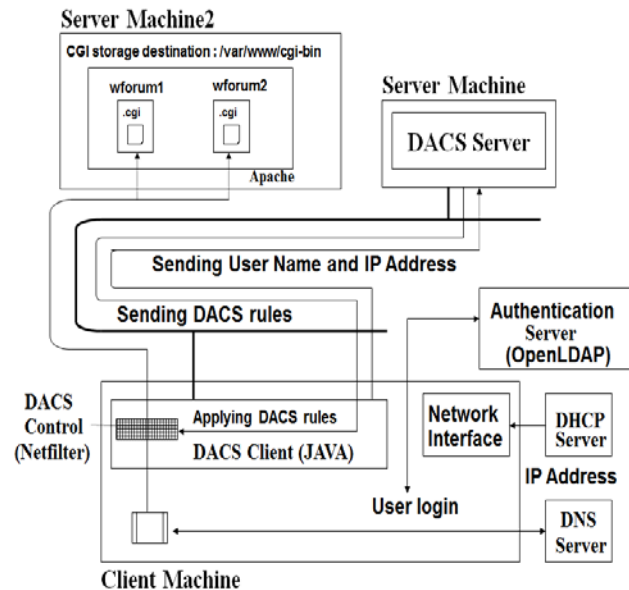 Server Machine2
CGI storage destination : /var/www/cgi-bin
wforum1
wforum2
.cgi
.cgi
Apache
Server Machine
DACS Server
Sending User Name and IP Address
Sending DACS rules
Authentication
Server
(OpenLDAP)
DACS
Control
(Netfilter)
Applying DACS rules
DACS Client (JAVA)
Network
Interface
DHCP
Server
IP Address
User login
DNS
Server
Client Machine